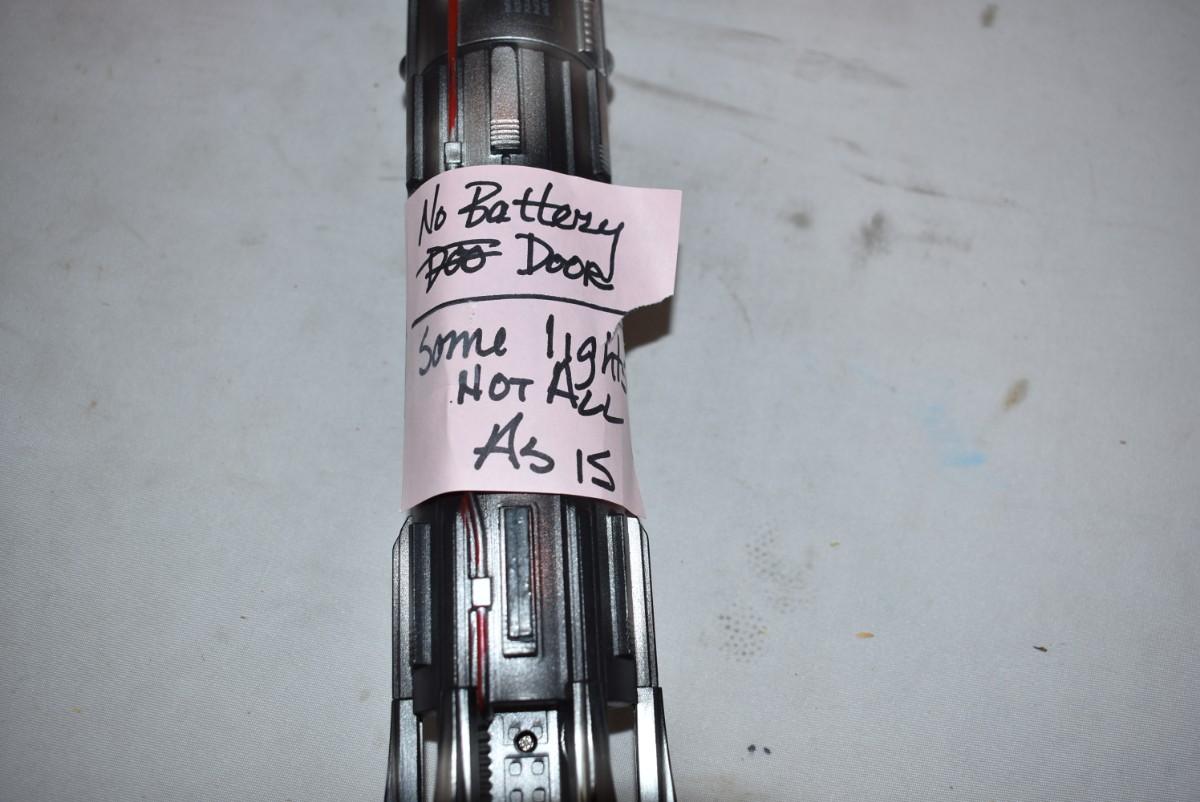 No Battery
Door
Some lights
NOT ALL
As is